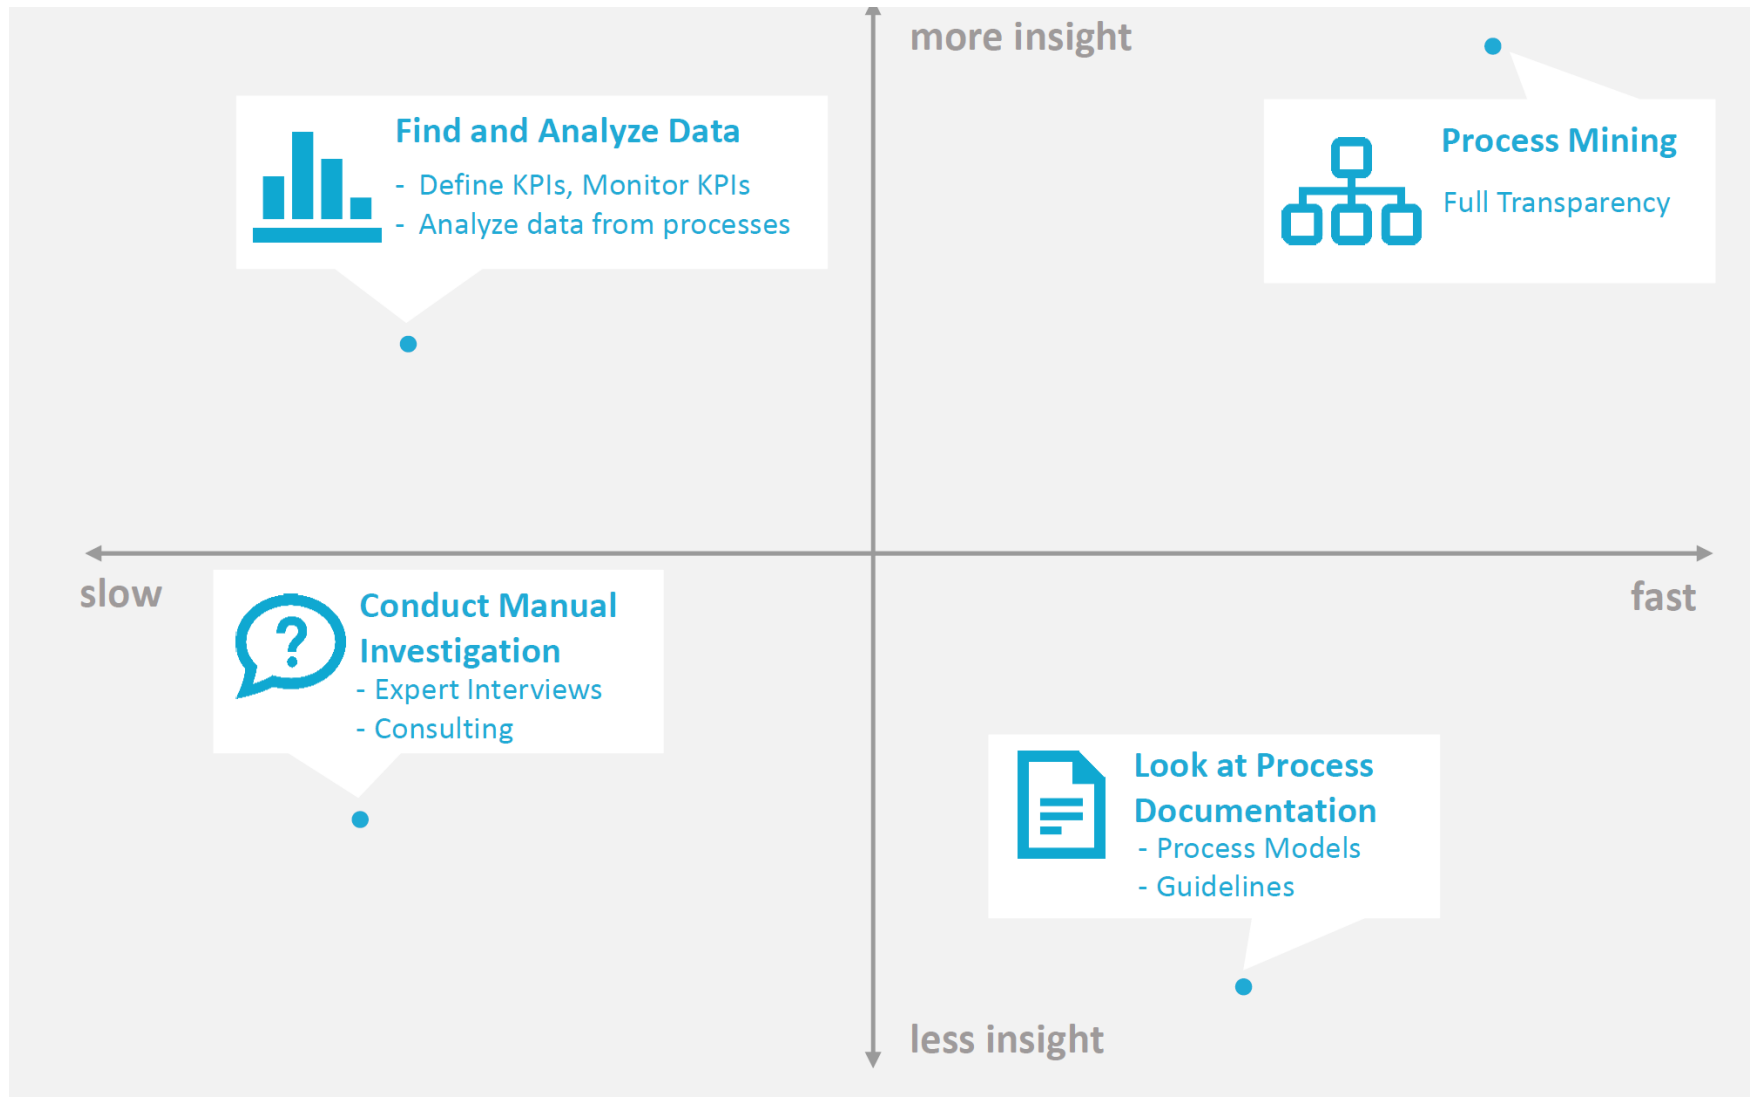 more insight
Find and Analyze Data
- Define KPIs, Monitor KPIs
- Analyze data from processes
Process Mining
Full Transparency
slow
fast
?
Conduct Manual
Investigation
- Expert Interviews
- Consulting
Look at Process
Documentation
- Process Models
- Guidelines
less insight